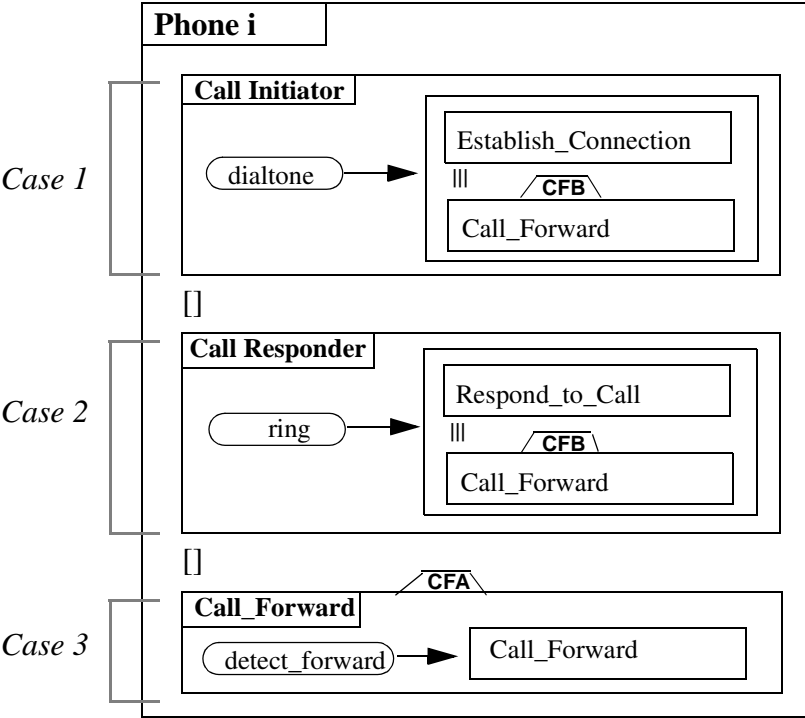 Phone i
Call Initiator
Case 1
dialtone
Establish_Connection
|||
CFB
Call_Forward
[]
Call Responder
Case 2
ring
Respond_to_Call
|||
CFB
Call_Forward
[]
CFA
Call_Forward
Case 3
detect_forward
Call_Forward